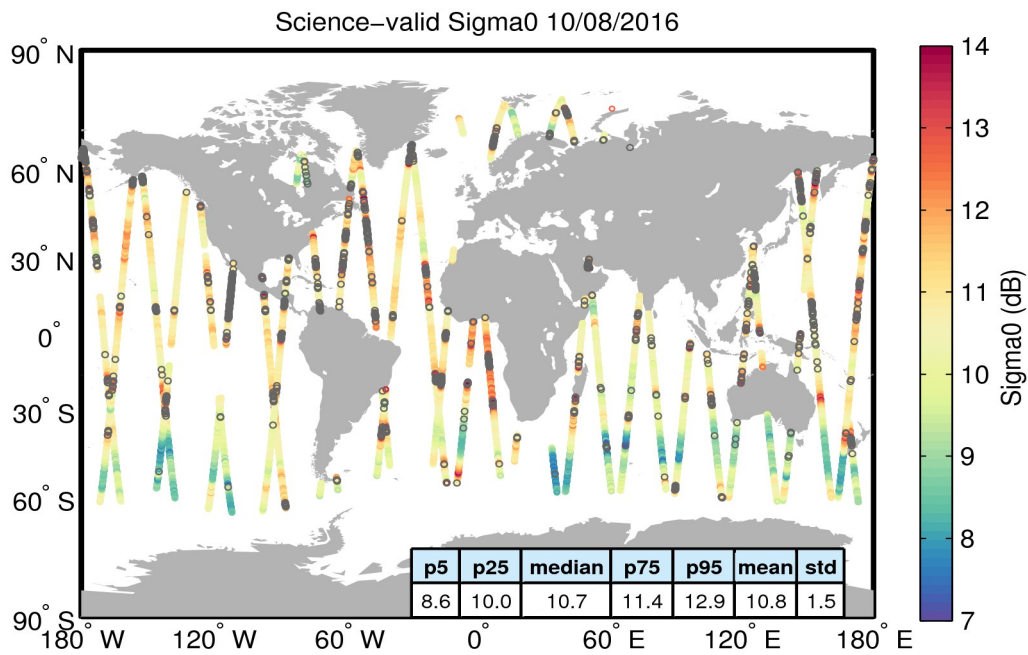 Science−valid Sigma0 10/08/2016
90° N
60° N
30° N
0°
30° S
60° S
90° S
180° W
120° W
60° W
0°
60° E
120° E
180° E
p5 p25 median p75 p95 mean std
8.6 10.0 10.7 11.4 12.9 10.8 1.5
14
13
12
11
10
9
8
7
Sigma0 (dB)